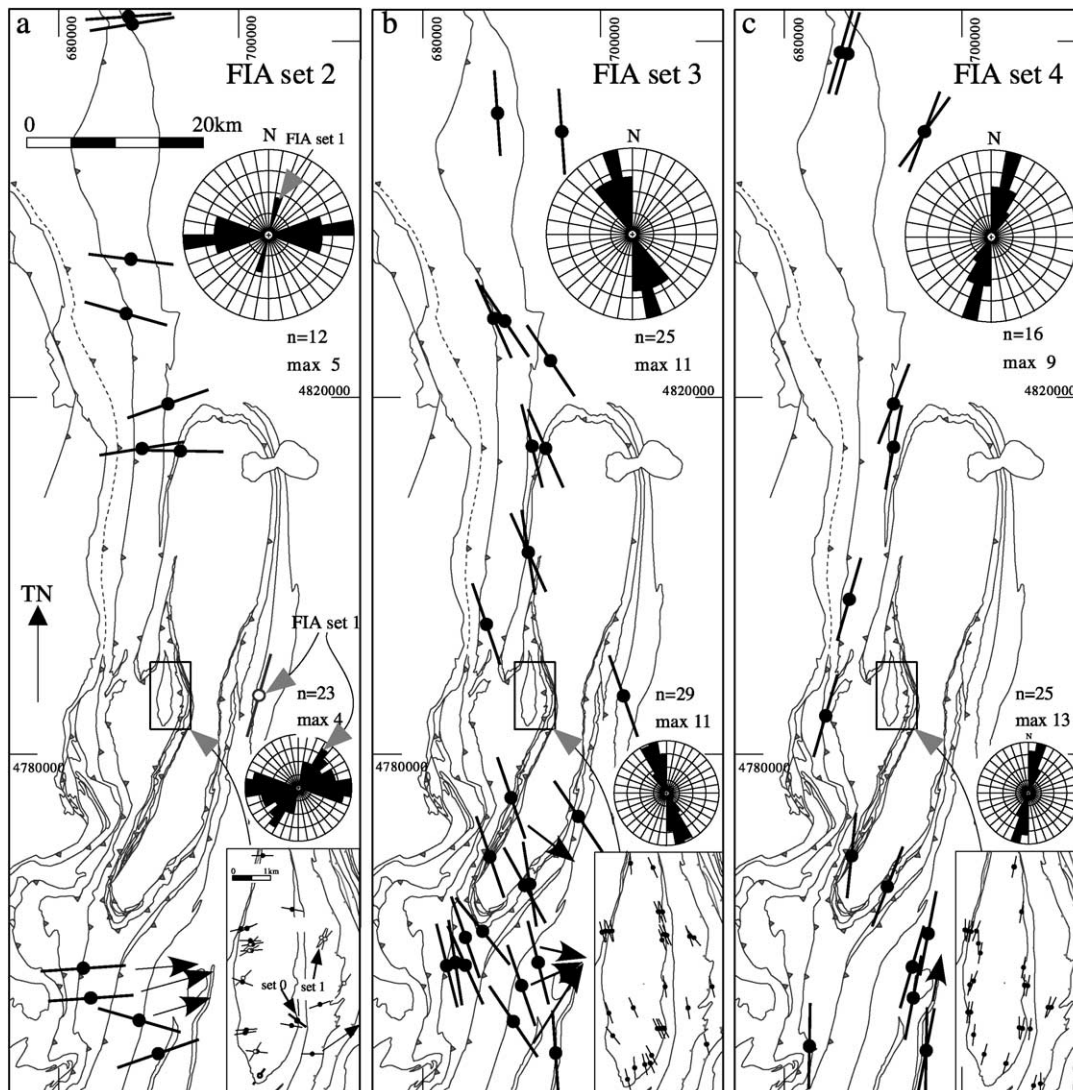 a
680000
700000
FIA set 2
0
20km
N
FIA set 1
n=12
max 5
4820000
TN
FIA set 1
n=23
max 4
4780000
0
1km
set 0
set 1
b
680000
700000
FIA set 3
N
n=25
max 11
4820000
n=29
max 11
4780000
c
680000
700000
FIA set 4
N
n=16
max 9
4820000
n=25
max 13
N
4780000